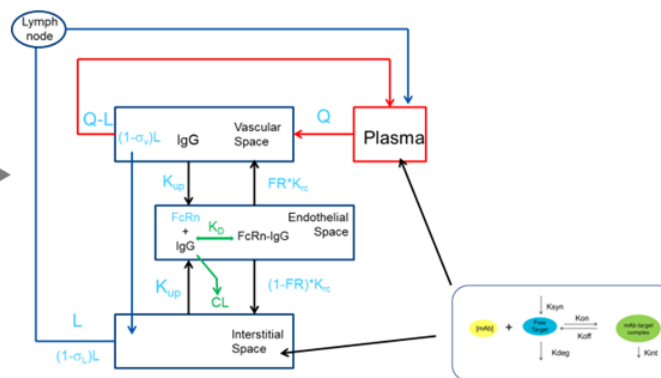 Lymph
node
Q-L
Q
(1-σv)L
IgG
Vascular
Space
Plasma
Kup
FR*Krc
FcRn
+
IgG
KD
FcRn-IgG
Endothelial
Space
Kup
CL
(1-FR)*Krc
L
(1-σL)L
Interstitial
Space
Ksyn
[mAb]
+
Free
Target
Kon
Koff
mAb-target
complex
Kdeg
Kint